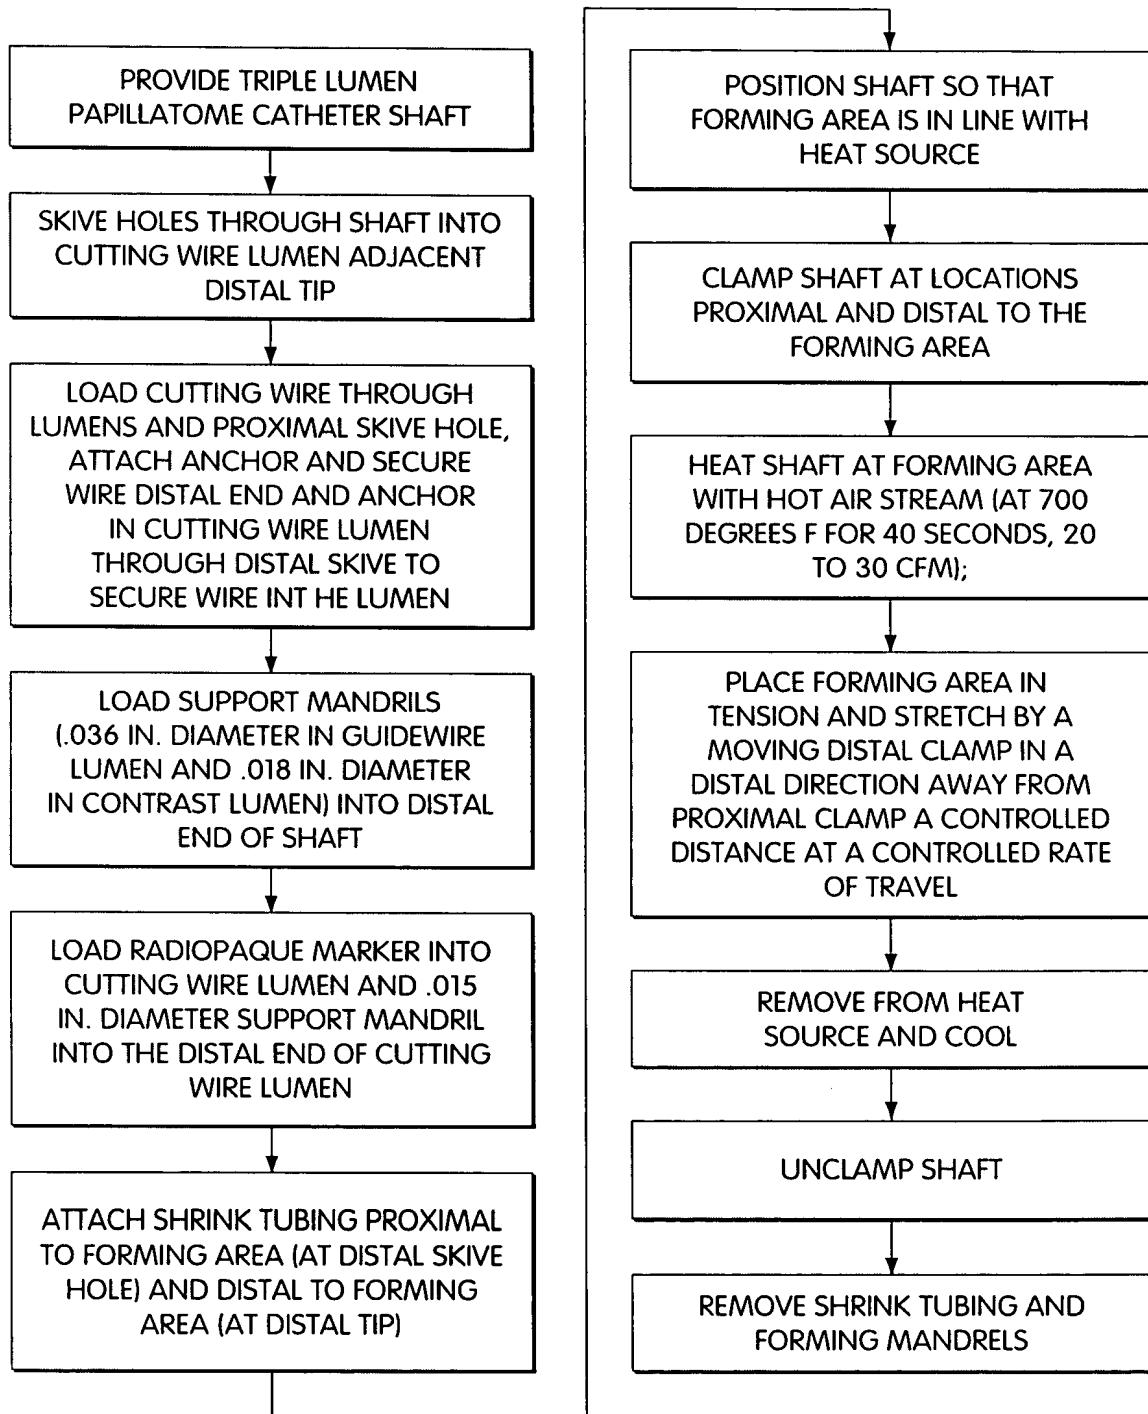 PROVIDE TRIPLE LUMEN
PAPILLATOME CATHETER SHAFT
SKIVE HOLES THROUGH SHAFT INTO
CUTTING WIRE LUMEN ADJACENT
DISTAL TIP
LOAD CUTTING WIRE THROUGH
LUMENS AND PROXIMAL SKIVE HOLE,
ATTACH ANCHOR AND SECURE
WIRE DISTAL END AND ANCHOR
IN CUTTING WIRE LUMEN
THROUGH DISTAL SKIVE TO
SECURE WIRE INT HE LUMEN
LOAD SUPPORT MANDRILS
(.036 IN. DIAMETER IN GUIDEWIRE
LUMEN AND .018 IN. DIAMETER
IN CONTRAST LUMEN) INTO DISTAL
END OF SHAFT
LOAD RADIOPAQUE MARKER INTO
CUTTING WIRE LUMEN AND .015
IN. DIAMETER SUPPORT MANDRIL
INTO THE DISTAL END OF CUTTING
WIRE LUMEN
ATTACH SHRINK TUBING PROXIMAL
TO FORMING AREA (AT DISTAL SKIVE
HOLE) AND DISTAL TO FORMING
AREA (AT DISTAL TIP)
POSITION SHAFT SO THAT
FORMING AREA IS IN LINE WITH
HEAT SOURCE
CLAMP SHAFT AT LOCATIONS
PROXIMAL AND DISTAL TO THE
FORMING AREA
HEAT SHAFT AT FORMING AREA
WITH HOT AIR STREAM (AT 700
DEGREES F FOR 40 SECONDS, 20
TO 30 CFM);
PLACE FORMING AREA IN
TENSION AND STRETCH BY A
MOVING DISTAL CLAMP IN A
DISTAL DIRECTION AWAY FROM
PROXIMAL CLAMP A CONTROLLED
DISTANCE AT A CONTROLLED RATE
OF TRAVEL
REMOVE FROM HEAT
SOURCE AND COOL
UNCLAMP SHAFT
REMOVE SHRINK TUBING AND
FORMING MANDRELS